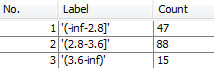 No. Label Count
1 '(-inf-2.8]' 47
2 '(2.8-3.6]' 88
3 '(3.6-inf)' 15